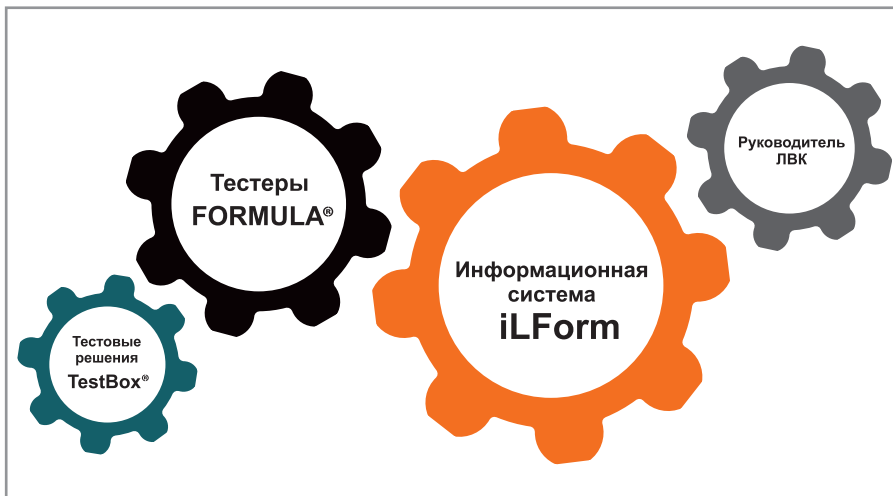 Тестеры
FORMULA®
Информационная
система
iLForm
Руководитель
ЛВК
Тестовые
решения
TestBox®